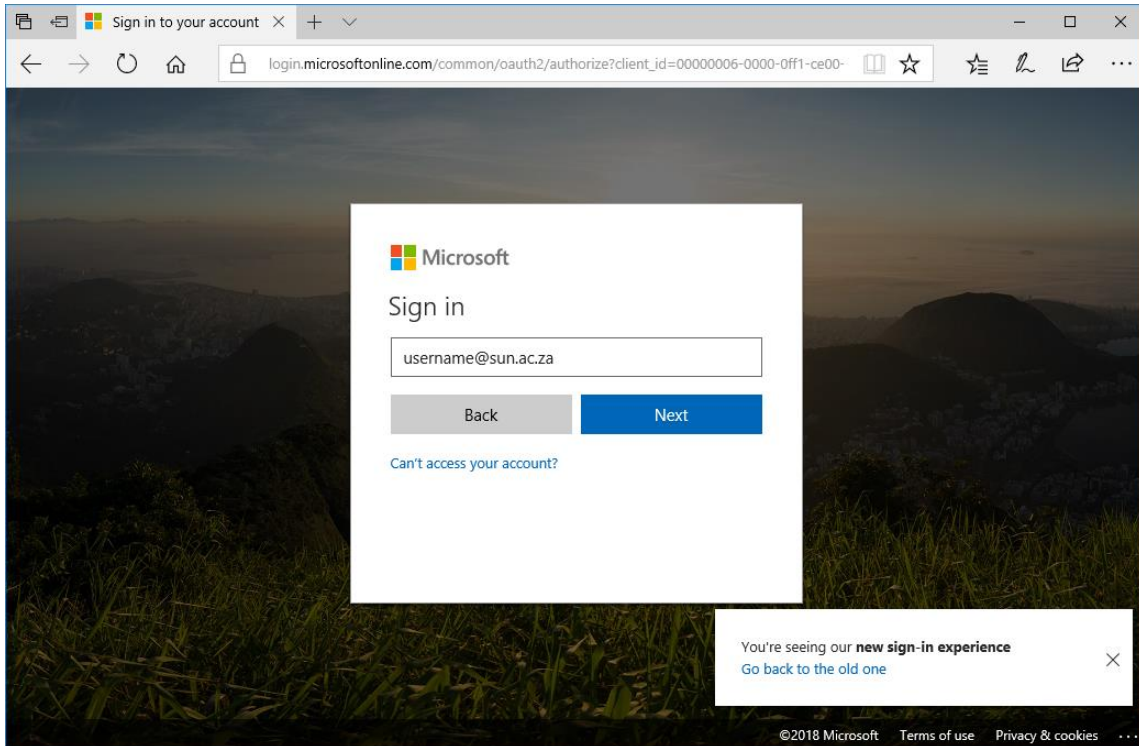 Sign in to your account
login.microsoftonline.com/common/oauth2/authorize?client_id=00000006-0000-0ff1-ce00-
Microsoft
Sign in
username@sun.ac.za
Back Next
Can't access your account?
You're seeing our new sign-in experience
Go back to the old one
©2018 Microsoft Terms of use Privacy & cookies ...